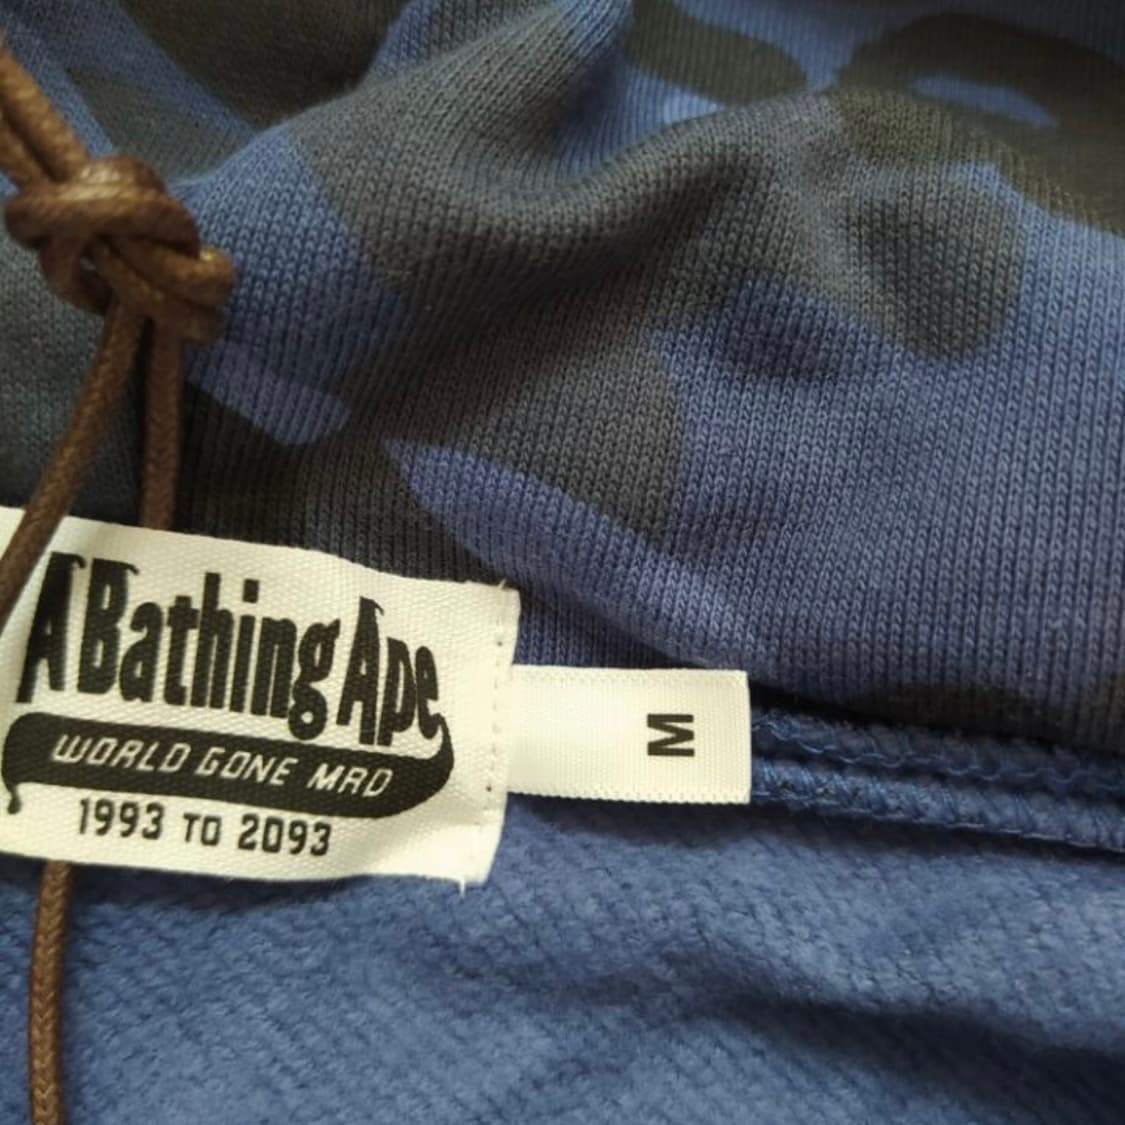 A Bathing Ape
WORLD GONE MAD
1993 TO 2093
M